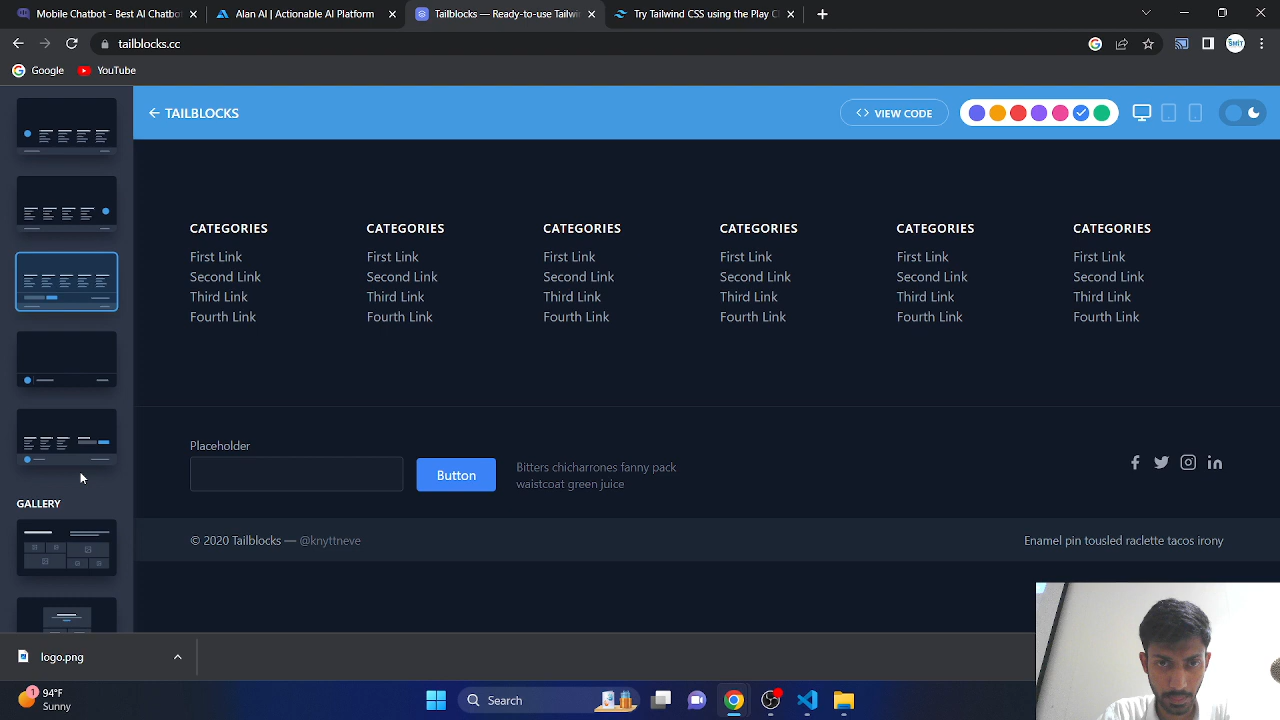 Mobile Chatbot - Best AI Chatbot
Alan AI | Actionable AI Platform
Tailblocks — Ready-to-use Tailwin
Try Tailwind CSS using the Play C
tailblocks.cc
Google
YouTube
TAILBLOCKS
VIEW CODE
CATEGORIES CATEGORIES CATEGORIES CATEGORIES CATEGORIES CATEGORIES
First Link First Link First Link First Link First Link First Link
Second Link Second Link Second Link Second Link Second Link Second Link
Third Link Third Link Third Link Third Link Third Link Third Link
Fourth Link Fourth Link Fourth Link Fourth Link Fourth Link Fourth Link
GALLERY
Placeholder
Button
Bitters chicharrones fanny pack
waistcoat green juice
© 2020 Tailblocks — @knyttneve
Enamel pin tousled raclette tacos irony
logo.png
1
94°F
Sunny
Search